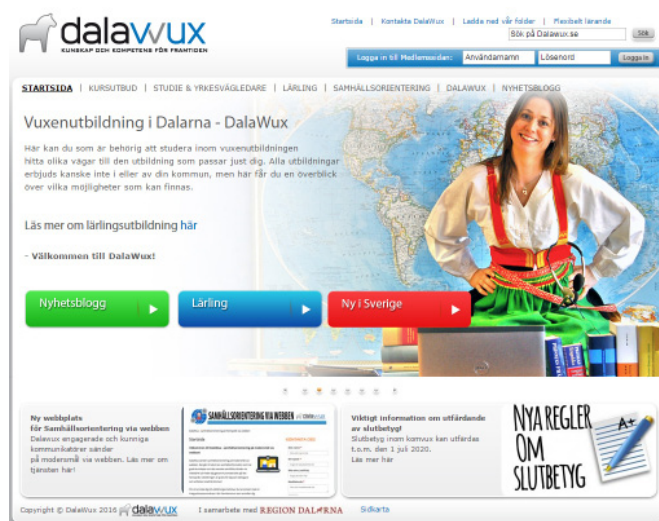 dalawux
KUNSKAP OCH KOMPETENS FÖR FRAMTIDEN
Startsida | Kontakta DalaWux | Ladda ned vår folder | Flexibelt lärande
Sök på Dalawux.se Sök
Logga in till Medlemssidan: Användarnamn Lösenord Logga in
STARTSIDA | KURSUTBUD | STUDIE & YRKESVÄGLEDARE | LÄRLING | SAMHÄLLSORIENTERING | DALAWUX | NYHETSBLOGG
Vuxenutbildning i Dalarna - DalaWux
Här kan du som är behörig att studera inom vuxenutbildningen
hitta olika vägar till den utbildning som passar just dig. Alla utbildningar
erbjuds kanske inte i eller av din kommun, men här får du en överblick
över vilka möjligheter som kan finnas.
Läs mer om lärlingsutbildning här
- Välkommen till DalaWux!
Nyhetsblogg
Lärling
Ny i Sverige
Ny webbplats
för Samhällsorientering via webben
Dalawux engagerade och kunniga
kommunikatörer sänder
på modersmål via webben. Läs mer om
tjänsten här!
SAMHÄLLSORIENTERING VIA WEBBEN
Viktigt information om utfärdande
av slutbetyg!
Slutbetyg inom komvux kan utfärdas
t.o.m. den 1 juli 2020.
Läs mer här
NYA REGLER
OM
SLUTBETYG
A+
Copyright © DalaWux 2016 dalawux I samarbete med REGION DALARNA Sidkarta